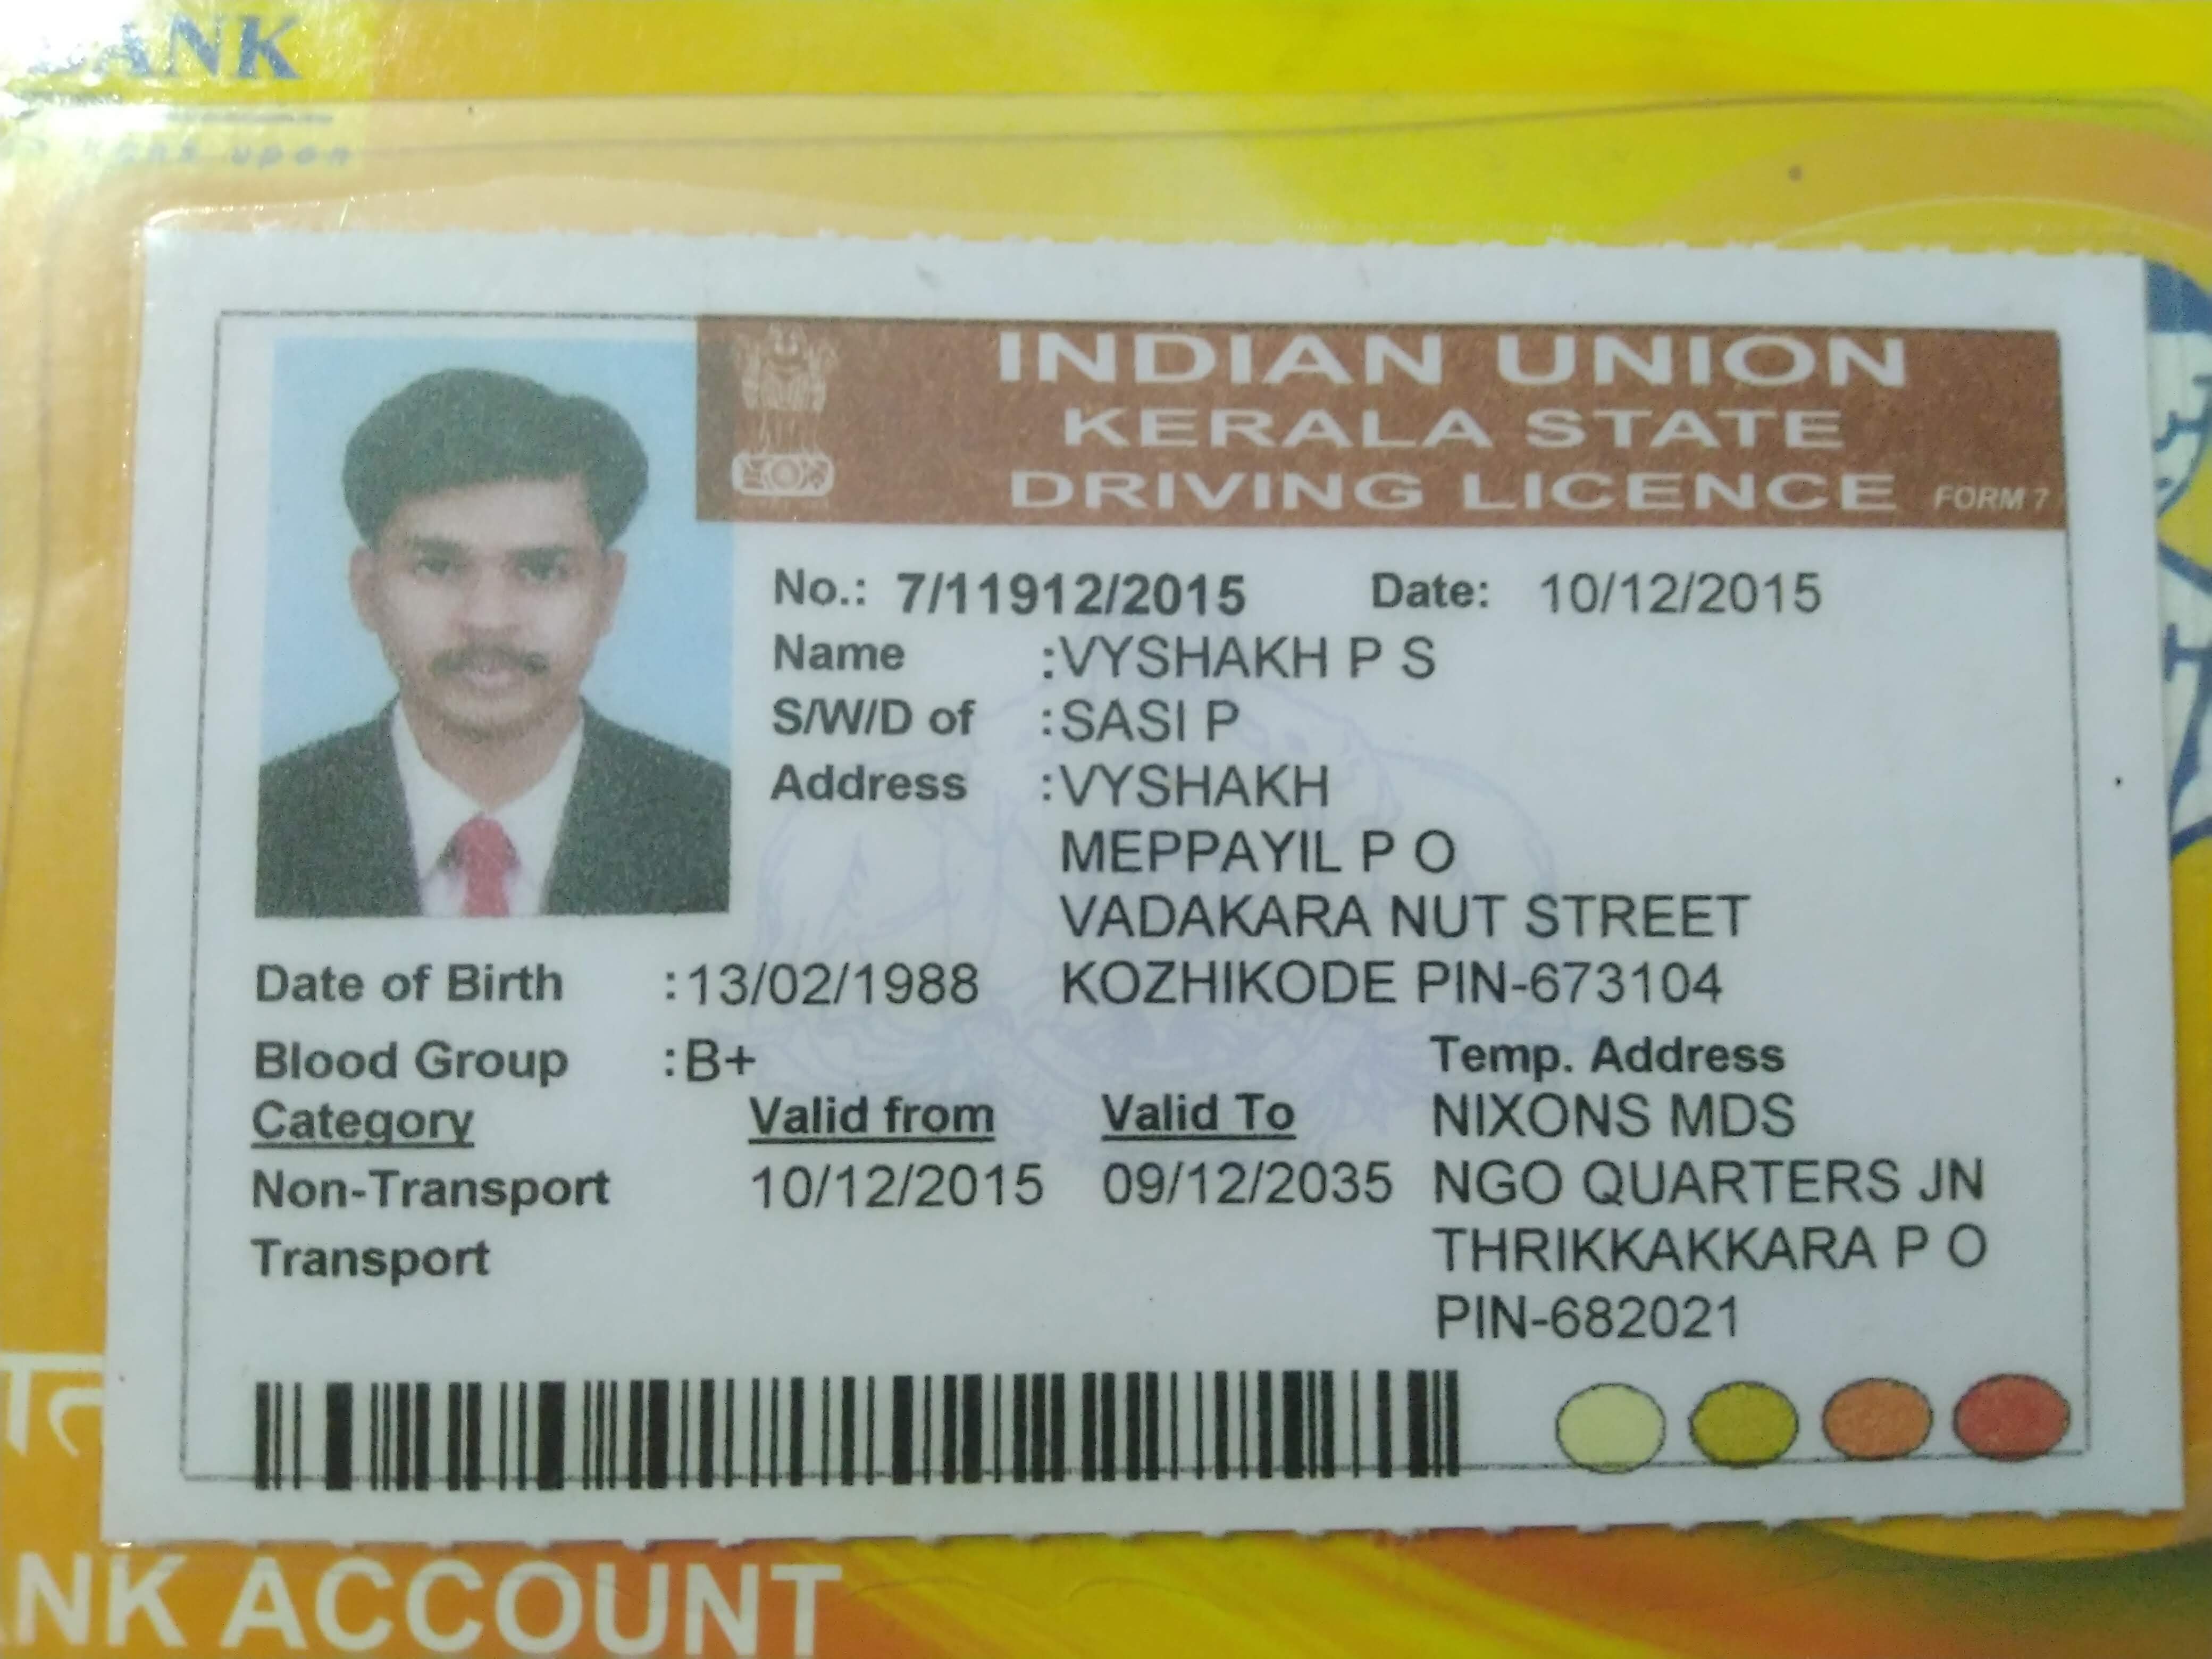 BANK
upon
INDIAN UNION
KERALA STATE
DRIVING LICENCE FORM 7
No.: 7/11912/2015 Date: 10/12/2015
Name :VYSHAKH P S
S/W/D of :SASI P
Address :VYSHAKH
MEPPAYIL P O
VADAKARA NUT STREET
Date of Birth :13/02/1988 KOZHIKODE PIN-673104
Blood Group :B+ Temp. Address
Category Valid from Valid To NIXONS MDS
Non-Transport 10/12/2015 09/12/2035 NGO QUARTERS JN
Transport THRIKKAKKARA P O
PIN-682021
ANK ACCOUNT